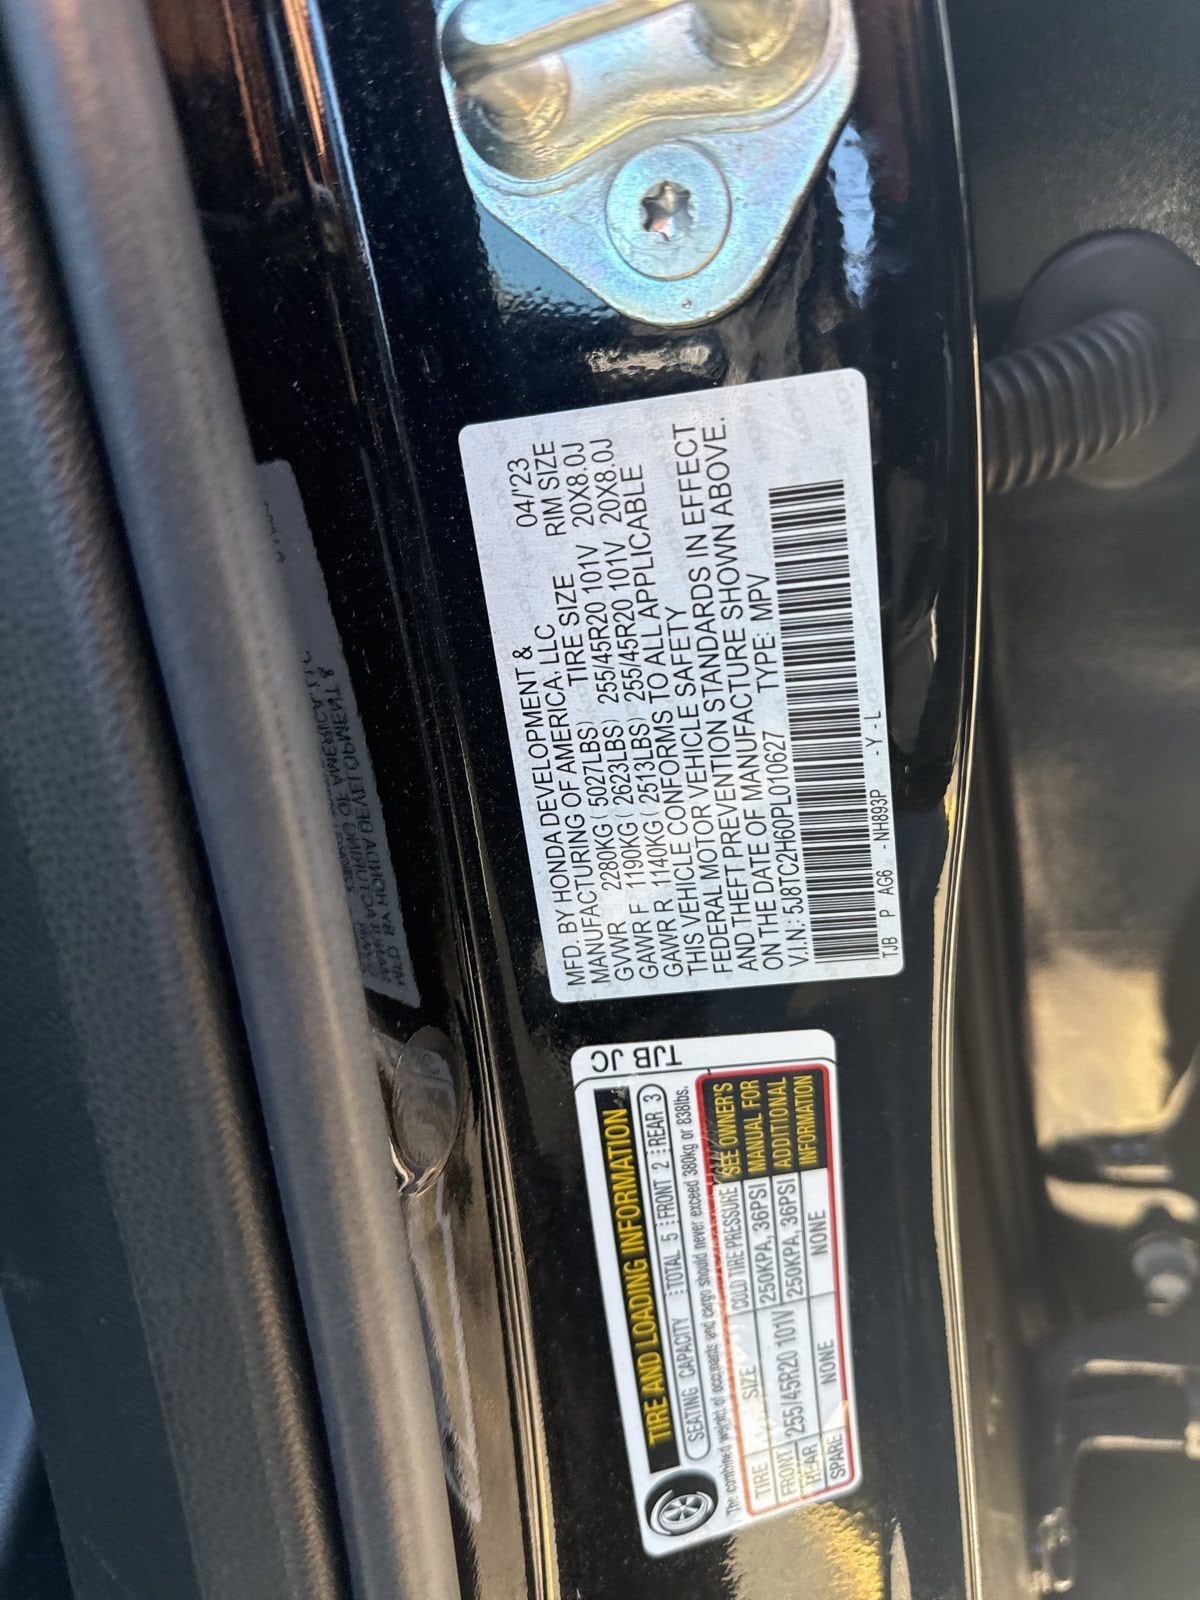 MFD. BY HONDA DEVELOPMENT & 04/'23
MANUFACTURING OF AMERICA, LLC TIRE SIZE RIM SIZE
GVWR 2280KG ( 5027LBS) 255/45R20 101V 20X8.0J
GAWR F 1190KG ( 2623LBS) 255/45R20 101V 20X8.0J
GAWR R 1140KG ( 2513LBS) 255/45R20 101V 20X8.0J
THIS VEHICLE CONFORMS TO ALL APPLICABLE
FEDERAL MOTOR VEHICLE SAFETY
AND THEFT PREVENTION STANDARDS IN EFFECT
ON THE DATE OF MANUFACTURE SHOWN ABOVE.
V.I.N.: 5J8TC2H60PL010627 TYPE: MPV
TJB P AG6 -NH893P -Y-L
TJB JC
TIRE AND LOADING INFORMATION
SEATING CAPACITY TOTAL 5 FRONT 2 REAR 3
The combined weight of occupants and cargo should never exceed 380kg or 838lbs.
TIRE SIZE COLD TIRE PRESSURE
FRONT 255/45R20 101V 250KPA, 36PSI
REAR 250KPA, 36PSI
SPARE NONE NONE
SEE OWNER'S
MANUAL FOR
ADDITIONAL
INFORMATION